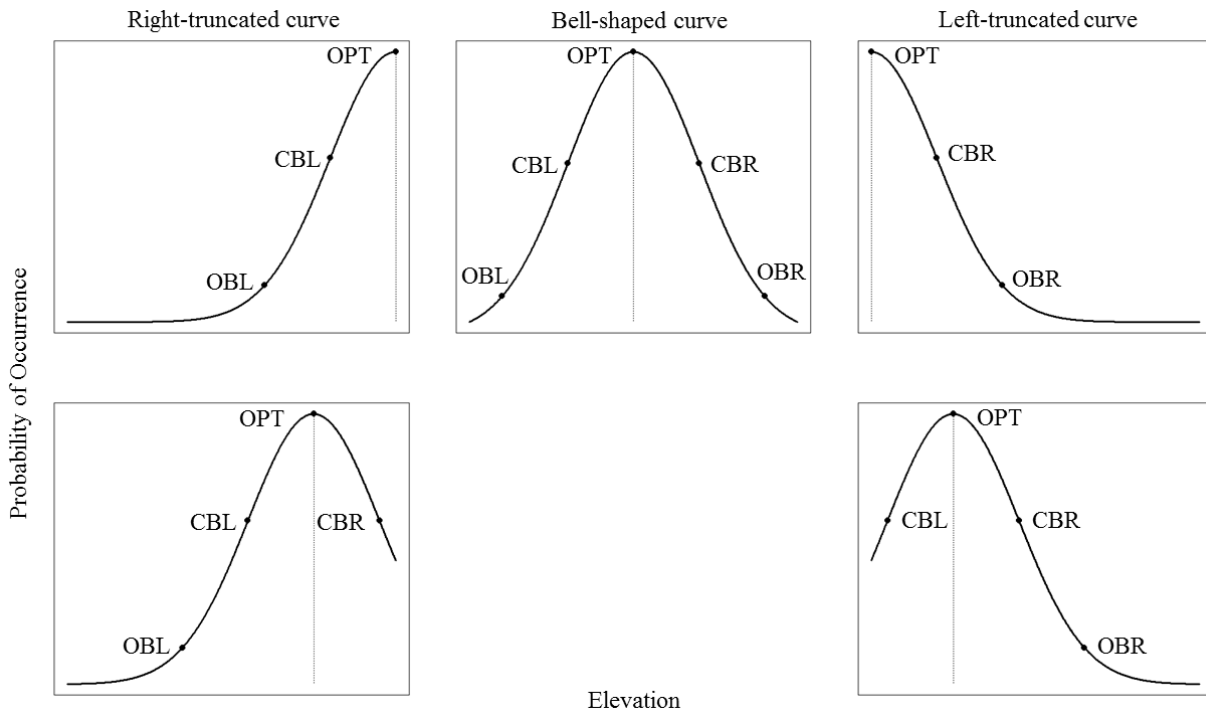 Right-truncated curve
Bell-shaped curve
Left-truncated curve
OPT
CBL
OBL
OPT
CBL
CBR
OBL
OBR
OPT
CBR
OBR
Probability of Occurrence
OPT
CBL
CBR
OBL
OPT
CBL
CBR
OBR
Elevation